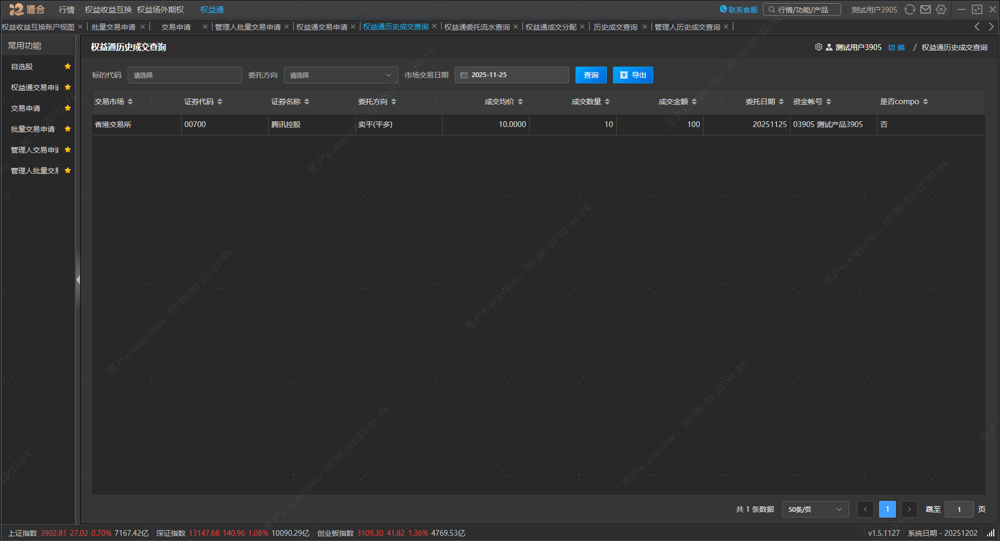 道合 行情 权益收益互换 权益场外期权 权益通 联系客服 行情/功能/产品 测试用户3905
权益收益互换账户视图 批量交易申请 交易申请 管理人批量交易申请 权益通交易申请 权益通历史成交查询 权益通委托流水查询 权益通成交分配 历史成交查询 管理人历史成交查询
常用功能
自选股
权益通交易申请
交易申请
批量交易申请
管理人交易申请
管理人批量交易
权益通历史成交查询 测试用户3905 切换 / 权益通历史成交查询
标的代码 请选择 委托方向 请选择 市场交易日期 2025-11-25 查询 导出
交易市场 证券代码 证券名称 委托方向 成交均价 成交数量 成交金额 委托日期 资金帐号 是否compo
香港交易所 00700 腾讯控股 卖平(平多) 10.0000 10 100 20251125 03905 测试产品3905 否
共 1 条数据 50条/页 1 跳至 1 页
上证指数 3902.81 27.02 0.70% 7167.42亿 深证指数 13147.68 140.96 1.08% 10090.29亿 创业板指数 3109.30 41.82 1.36% 4769.53亿 v1.5.1127 系统日期 - 20251202
用户xiangyuhan, E0:BE:03:22:81:F4